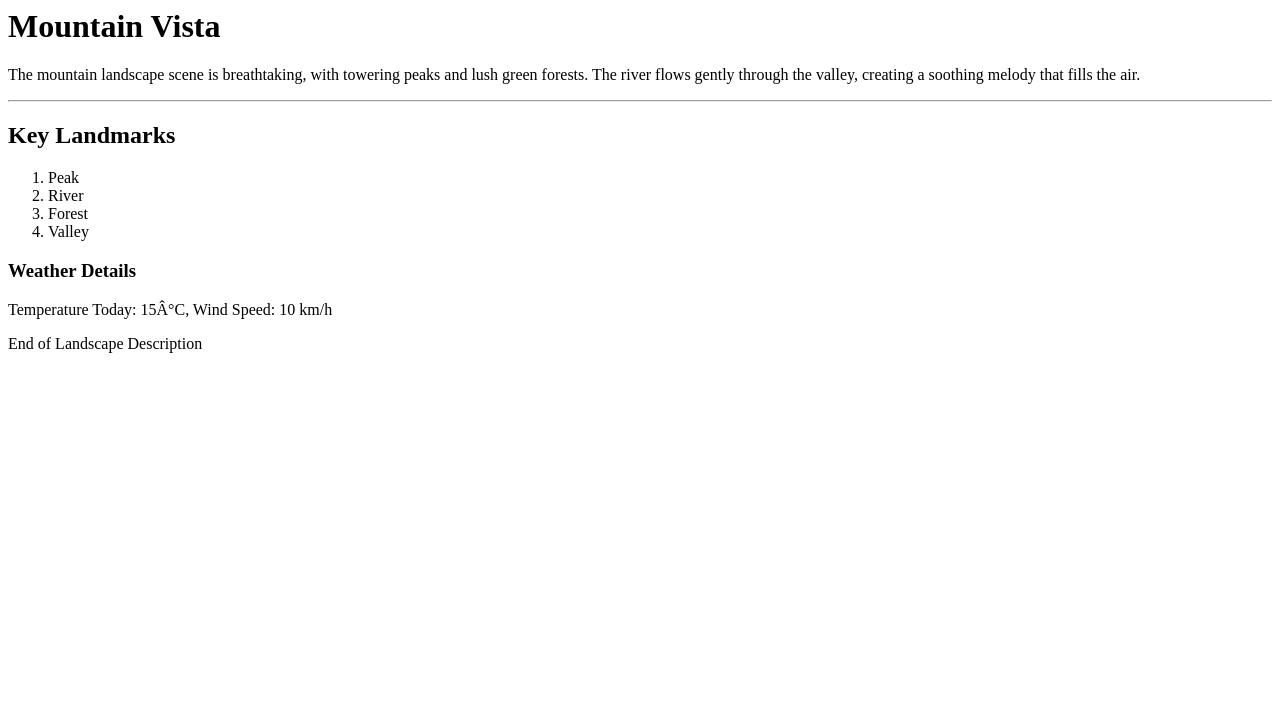 Mountain Vista
The mountain landscape scene is breathtaking, with towering peaks and lush green forests. The river flows gently through the valley, creating a soothing melody that fills the air.
Key Landmarks
1. Peak
2. River
3. Forest
4. Valley
Weather Details
Temperature Today: 15Â°C, Wind Speed: 10 km/h
End of Landscape Description